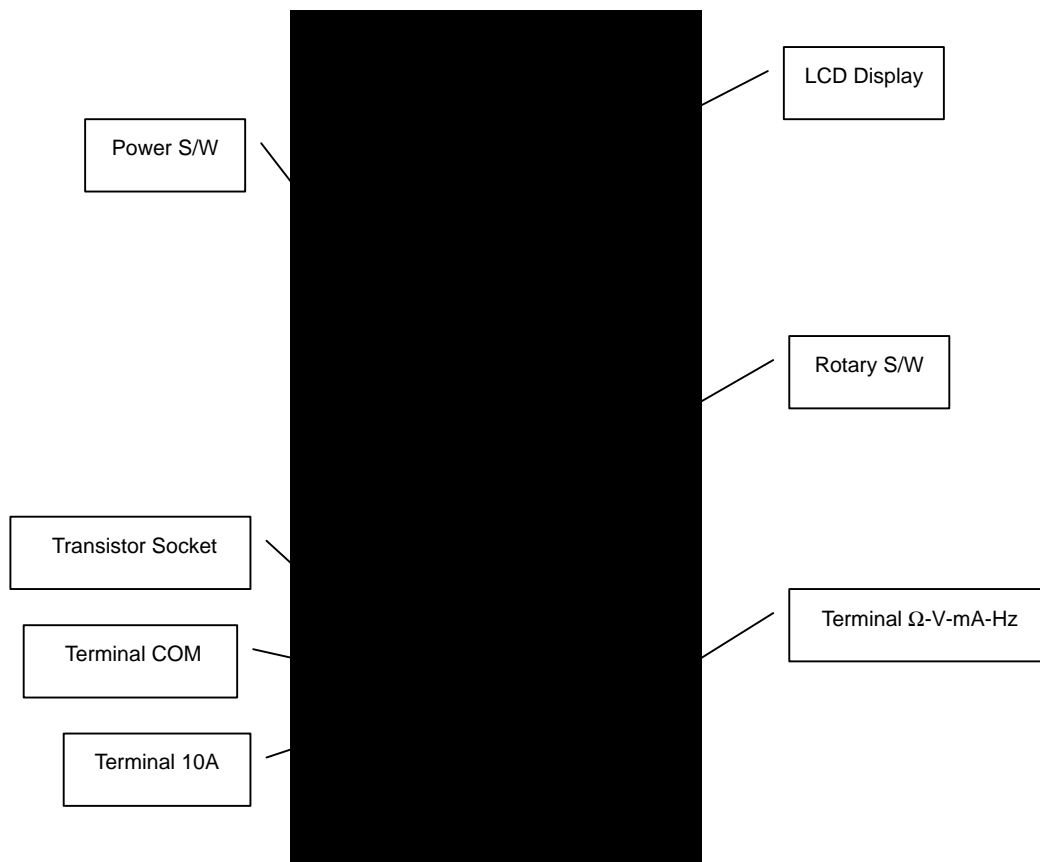 LCD Display
Power S/W
Rotary S/W
Transistor Socket
Terminal Ω-V-mA-Hz
Terminal COM
Terminal 10A